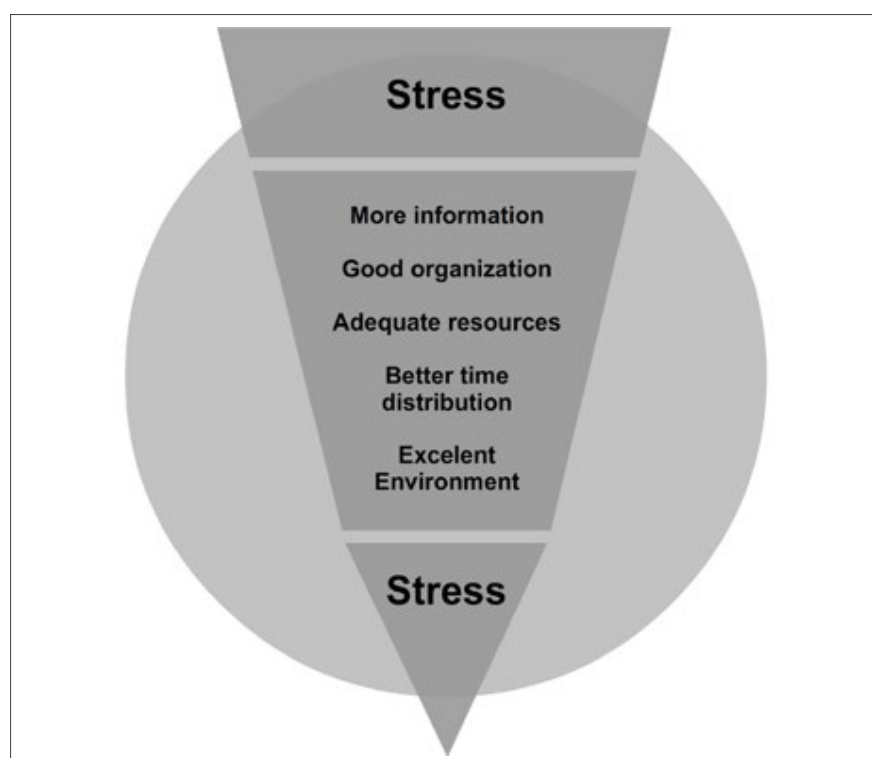 Stress
More information
Good organization
Adequate resources
Better time
distribution
Excelent
Environment
Stress